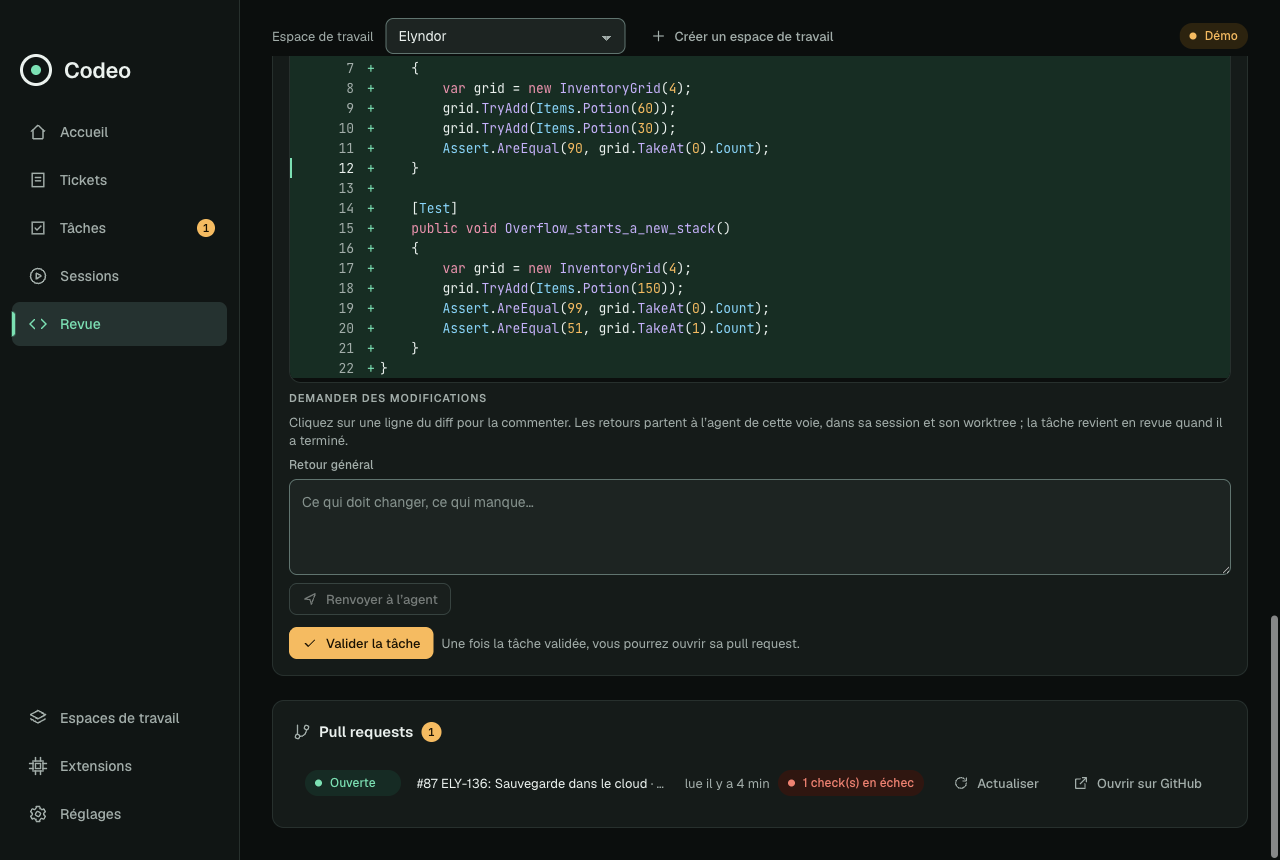 Codeo
Accueil
Tickets
Tâches 1
Sessions
Revue
Espaces de travail
Extensions
Réglages
Espace de travail Elyndor Créer un espace de travail Démo
7 + {
8 + var grid = new InventoryGrid(4);
9 + grid.TryAdd(Items.Potion(60));
10 + grid.TryAdd(Items.Potion(30));
11 + Assert.AreEqual(90, grid.TakeAt(0).Count);
12 + }
13 +
14 + [Test]
15 + public void Overflow_starts_a_new_stack()
16 + {
17 + var grid = new InventoryGrid(4);
18 + grid.TryAdd(Items.Potion(150));
19 + Assert.AreEqual(99, grid.TakeAt(0).Count);
20 + Assert.AreEqual(51, grid.TakeAt(1).Count);
21 + }
22 + }
DEMANDER DES MODIFICATIONS
Cliquez sur une ligne du diff pour la commenter. Les retours partent à l'agent de cette voie, dans sa session et son worktree ; la tâche revient en revue quand il
a terminé.
Retour général
Ce qui doit changer, ce qui manque…
Renvoyer à l'agent
Valider la tâche Une fois la tâche validée, vous pourrez ouvrir sa pull request.
Pull requests 1
Ouverte #87 ELY-136: Sauvegarde dans le cloud · … lue il y a 4 min 1 check(s) en échec Actualiser Ouvrir sur GitHub